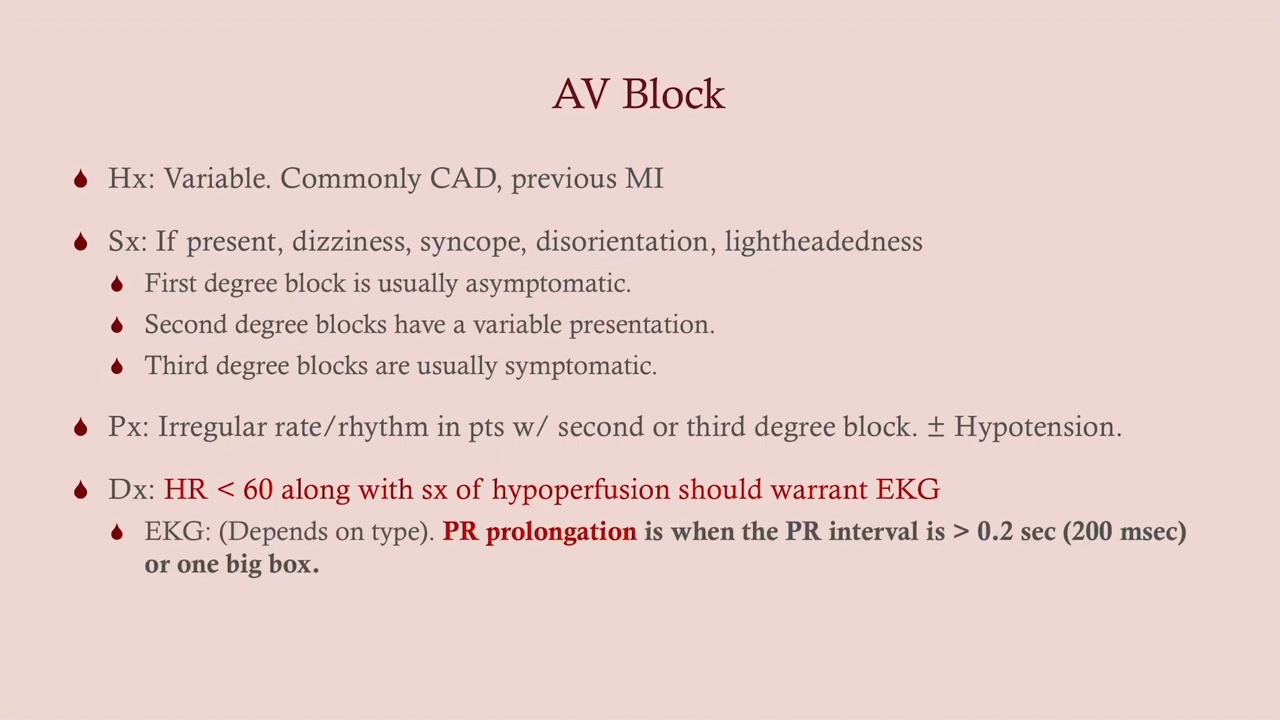 AV Block
Hx: Variable. Commonly CAD, previous MI
Sx: If present, dizziness, syncope, disorientation, lightheadedness
First degree block is usually asymptomatic.
Second degree blocks have a variable presentation.
Third degree blocks are usually symptomatic.
Px: Irregular rate/rhythm in pts w/ second or third degree block. ± Hypotension.
Dx: HR < 60 along with sx of hypoperfusion should warrant EKG
EKG: (Depends on type). PR prolongation is when the PR interval is > 0.2 sec (200 msec)
or one big box.